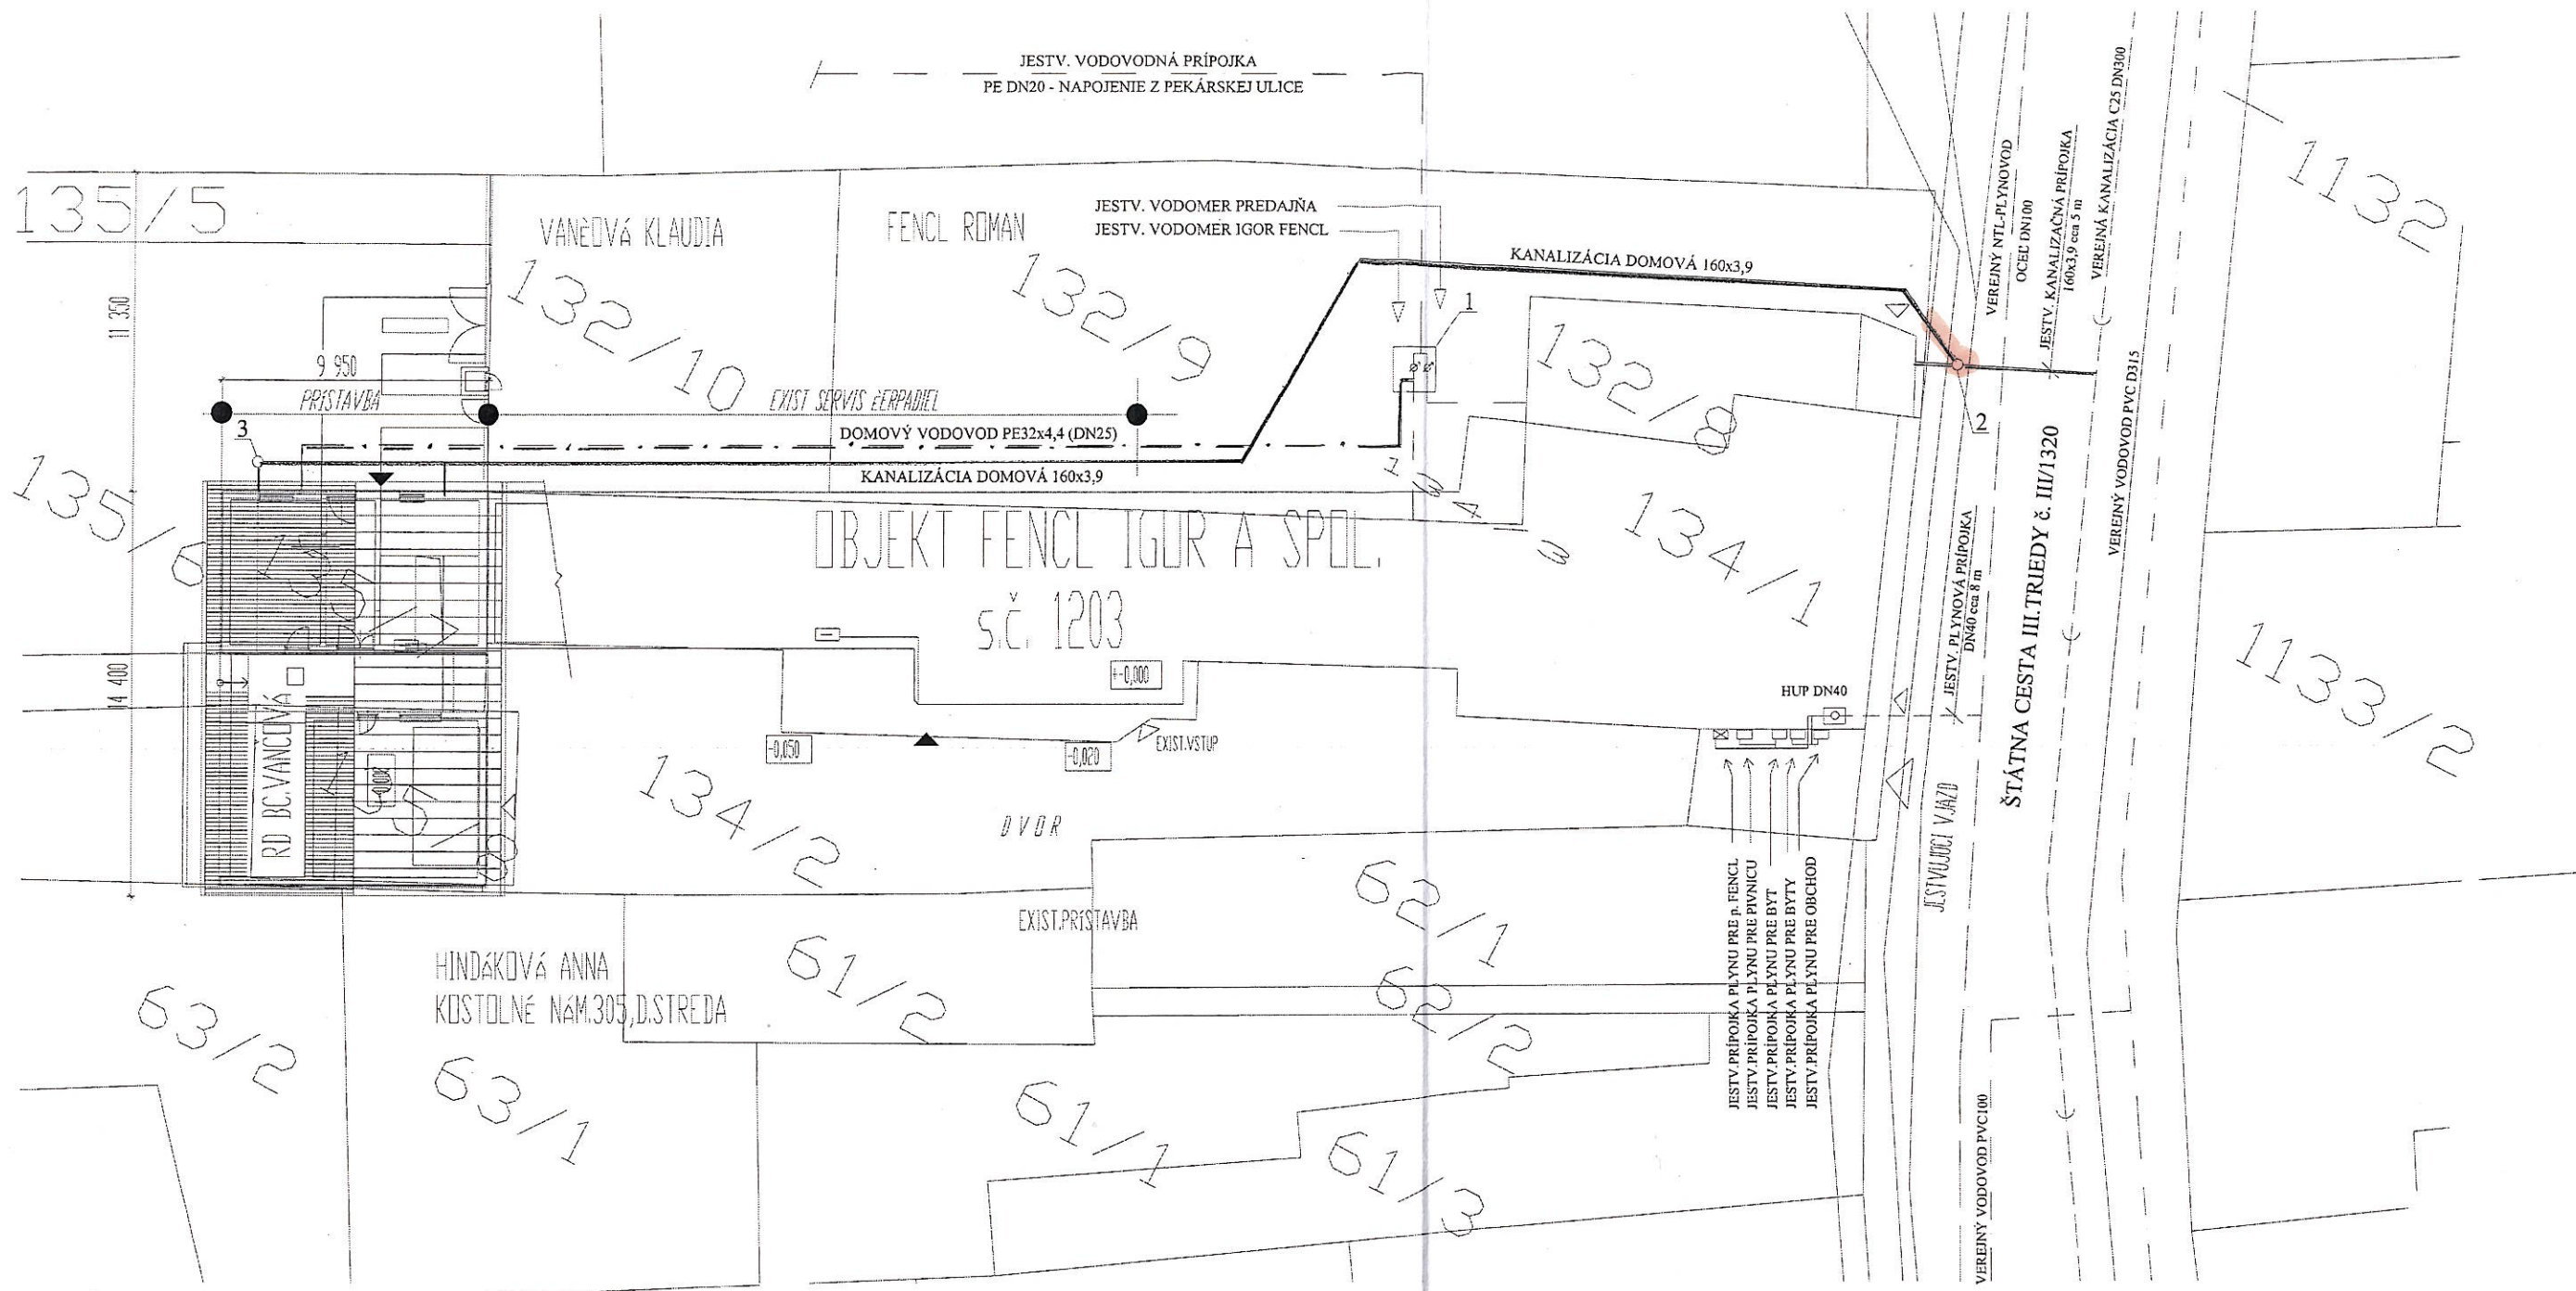 JESTV. VODOVODNÁ PRÍPOJKA
PE DN20 - NAPOJENIE Z PEKÁRSKEJ ULICE
135/5
VANčOVá KLAUDIA
FENCL ROMAN
JESTV. VODOMER PREDAJŇA
JESTV. VODOMER IGOR FENCL
KANALIZÁCIA DOMOVÁ 160x3,9
1
VEREJNÝ NTL-PLYNOVOD
OCEĽ DN100
JESTV. KANALIZAČNÁ PRÍPOJKA
160x3,9 cca 5 m
VEREJNÁ KANALIZÁCIA C25 DN300
1132
11 350
132/10
132/9
132/8
9 950
PRíSTAVBA
EXIST SERVIS čERPADIEL
2
3
DOMOVÝ VODOVOD PE32x4,4 (DN25)
KANALIZÁCIA DOMOVÁ 160x3,9
VEREJNÝ VODOVOD PVC D315
135/6
134/3
134/1
OBJEKT FENCL IGOR A SPOL.
s.č. 1203
ŠTÁTNA CESTA III.TRIEDY č. III/1320
JESTV. PLYNOVÁ PRÍPOJKA
DN40 cca 8 m
1133/2
14 400
+-0,000
HUP DN40
RD BC.VANCOVÁ
-0,050
-0,020
EXIST.VSTUP
134/2
DVOR
JESTVUJÚCI VJAZD
JESTV.PRÍPOJKA PLYNU PRE p. FENCL
JESTV.PRÍPOJKA PLYNU PRE PIVNICU
JESTV.PRÍPOJKA PLYNU PRE BYT
JESTV.PRÍPOJKA PLYNU PRE BYTY
JESTV.PRÍPOJKA PLYNU PRE OBCHOD
EXIST.PRíSTAVBA
62/1
HINDáKOVá ANNA
KOSTOLNé NáM.305,D.STREDA
61/2
62/2
63/2
63/1
61/1
61/3
VEREJNÝ VODOVOD PVC100